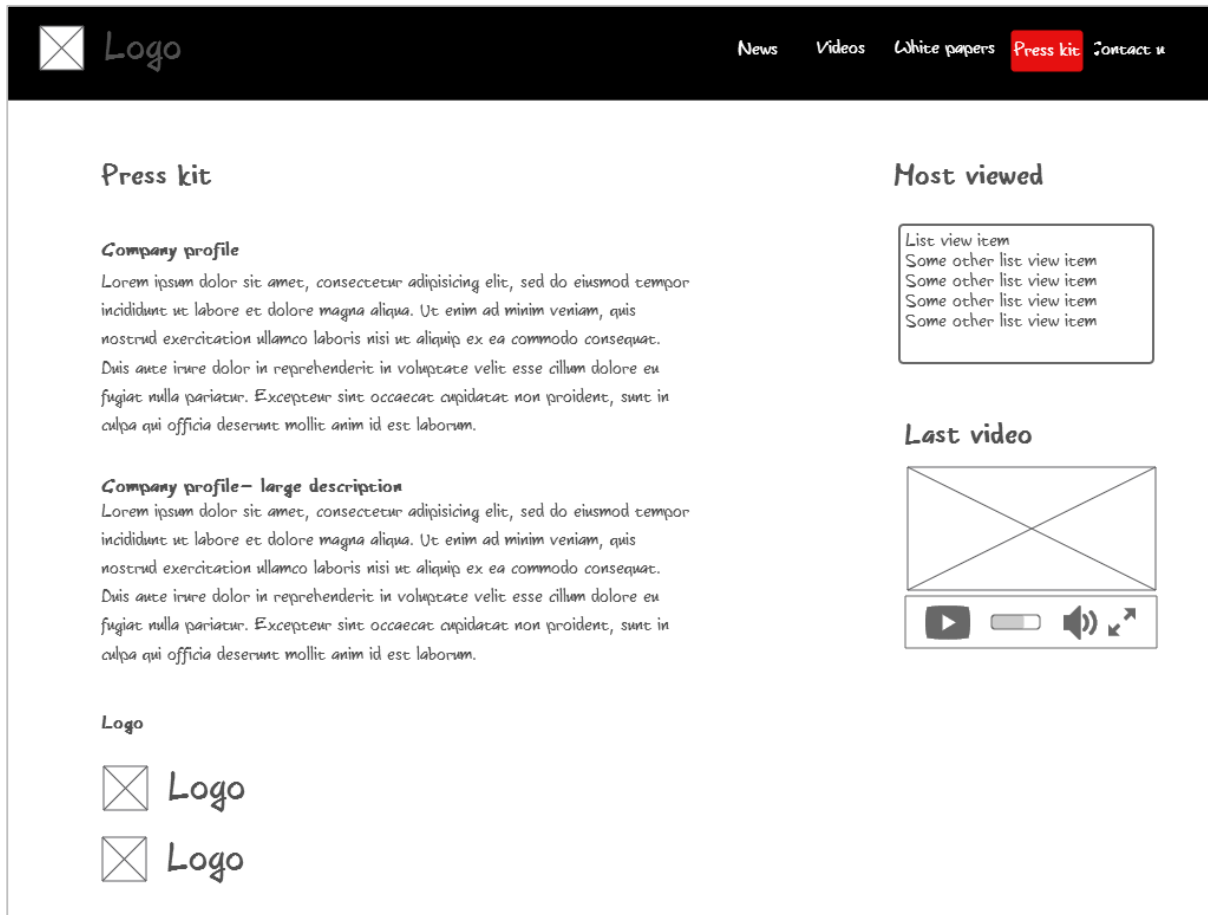 Logo
News Videos White papers Press kit Contact u
Press kit
Company profile
Lorem ipsum dolor sit amet, consectetur adipisicing elit, sed do eiusmod tempor
incididunt ut labore et dolore magna aliqua. Ut enim ad minim veniam, quis
nostrud exercitation ullamco laboris nisi ut aliquip ex ea commodo consequat.
Duis aute irure dolor in reprehenderit in voluptate velit esse cillum dolore eu
fugiat nulla pariatur. Excepteur sint occaecat cupidatat non proident, sunt in
culpa qui officia deserunt mollit anim id est laborum.
Company profile- large description
Lorem ipsum dolor sit amet, consectetur adipisicing elit, sed do eiusmod tempor
incididunt ut labore et dolore magna aliqua. Ut enim ad minim veniam, quis
nostrud exercitation ullamco laboris nisi ut aliquip ex ea commodo consequat.
Duis aute irure dolor in reprehenderit in voluptate velit esse cillum dolore eu
fugiat nulla pariatur. Excepteur sint occaecat cupidatat non proident, sunt in
culpa qui officia deserunt mollit anim id est laborum.
Logo
Logo
Logo
Most viewed
List view item
Some other list view item
Some other list view item
Some other list view item
Some other list view item
Last video